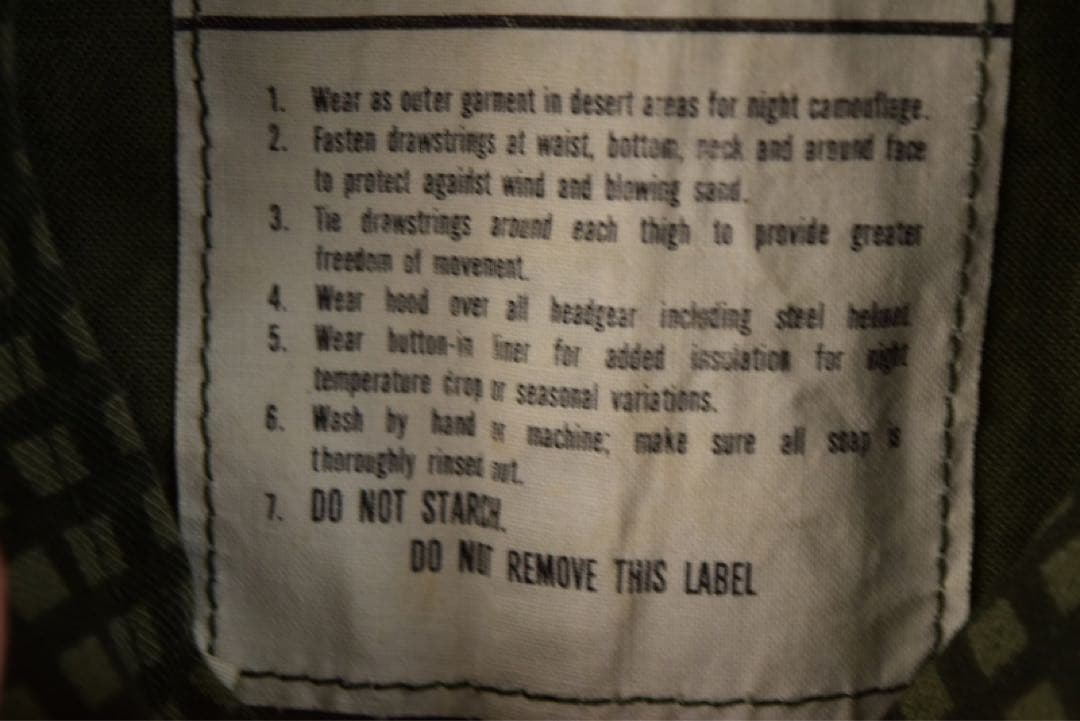 1. Wear as outer garment in desert areas for night camouflage.
2. Fasten drawstrings at waist, bottom, neck and around face
to protect against wind and blowing sand.
3. Tie drawstrings around each thigh to provide greater
freedom of movement.
4. Wear hood over all headgear including steel helmet.
5. Wear button-in liner for added insulation for night
temperature drop or seasonal variations.
6. Wash by hand or machine; make sure all soap is
thoroughly rinsed out.
7. DO NOT STARCH.
DO NOT REMOVE THIS LABEL